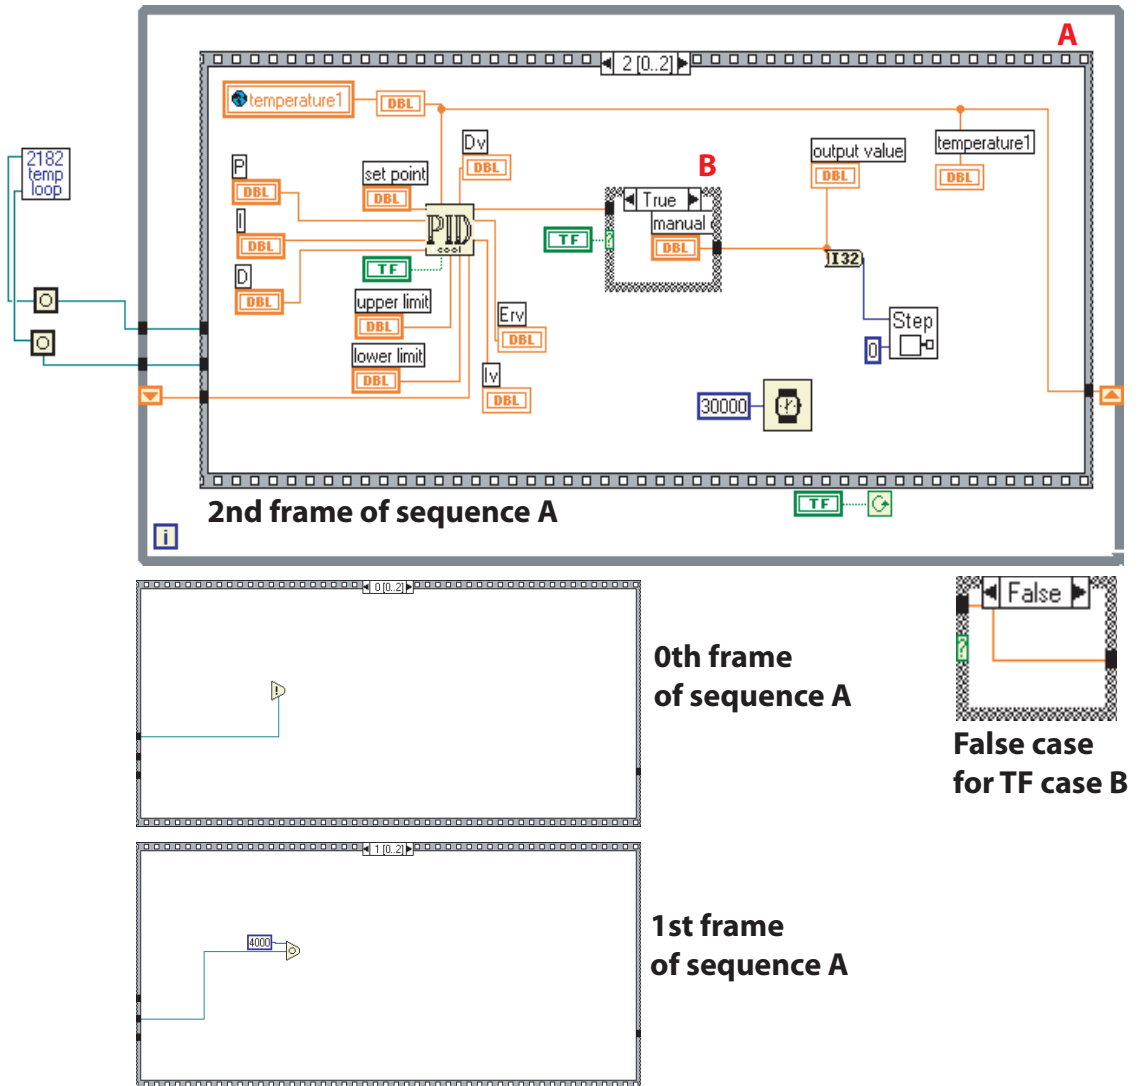 A
2 [0..2]
temperature1
DBL
2182
temp
loop
P
DBL
I
DBL
D
DBL
set point
DBL
Dv
DBL
PID
cool
TF
upper limit
DBL
lower limit
DBL
Erv
DBL
Iv
DBL
B
True
manual
DBL
TF
?
output value
DBL
temperature1
DBL
I32
Step
0
30000
2nd frame of sequence A
TF
i
0 [0..2]
!
0th frame
of sequence A
False
?
False case
for TF case B
1 [0..2]
4000
1st frame
of sequence A